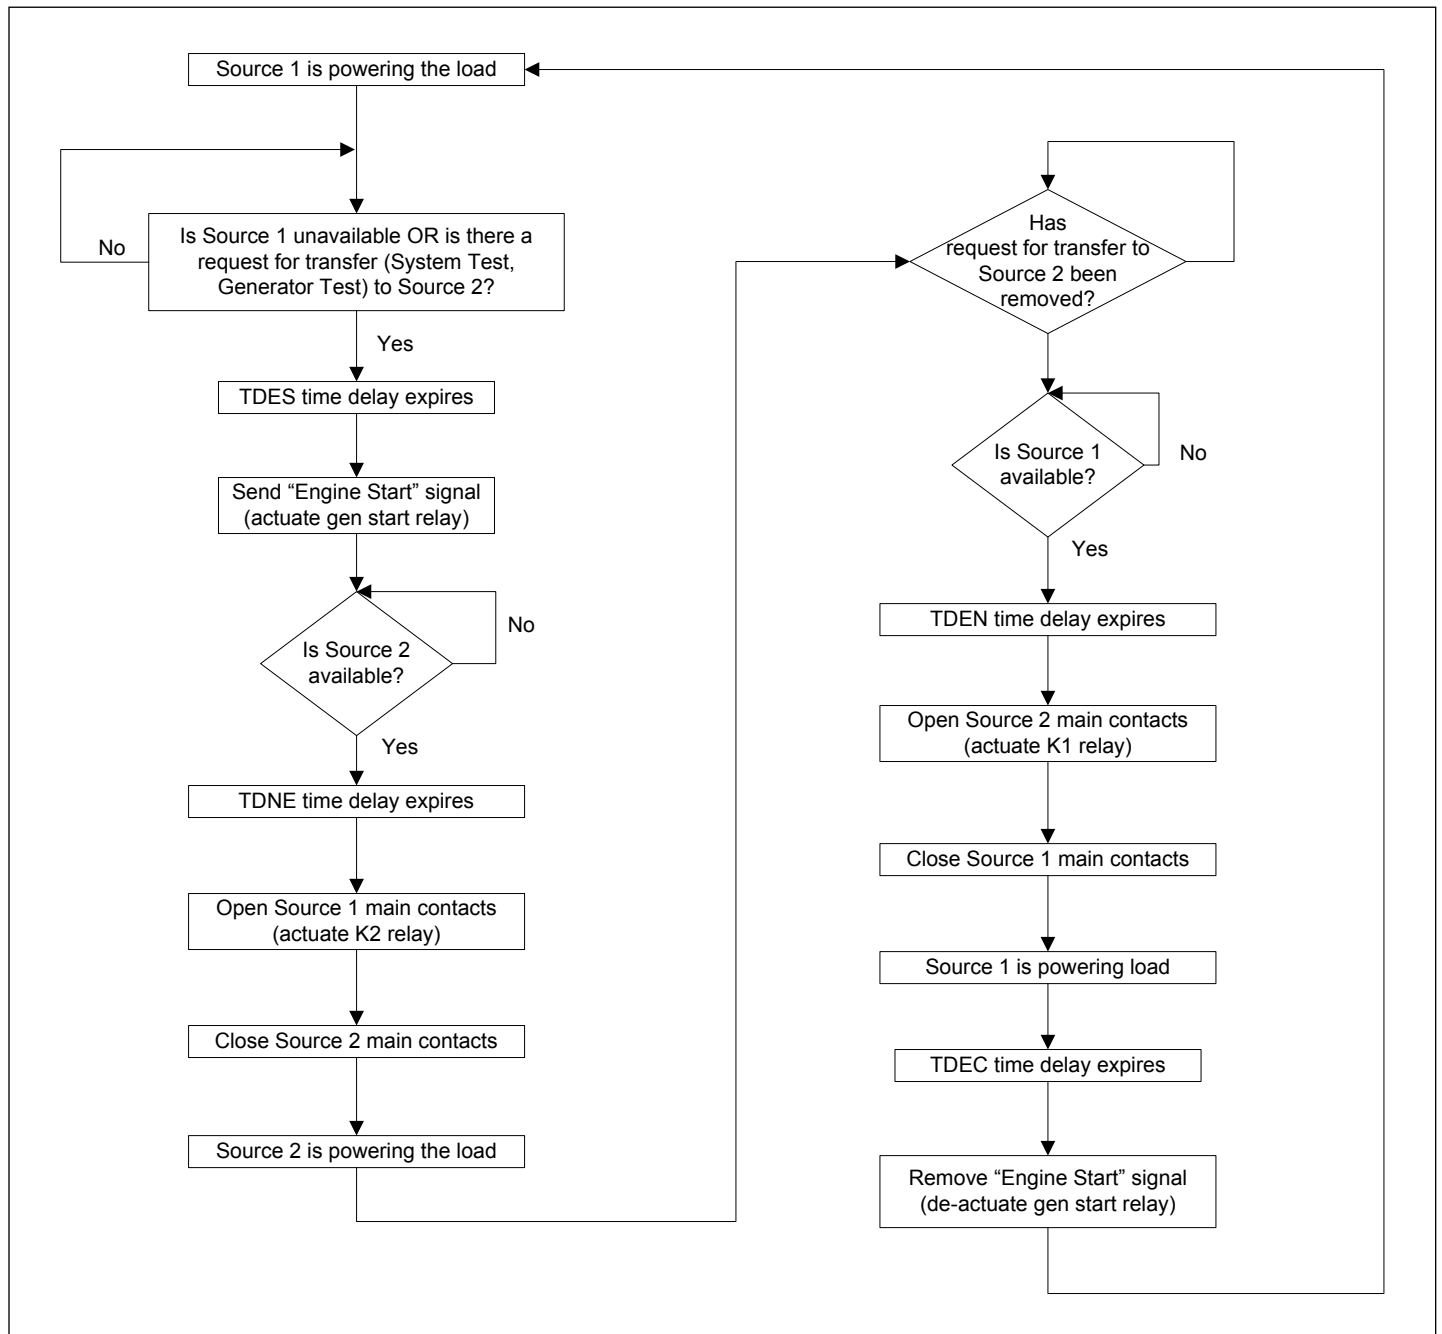 Source 1 is powering the load
No
Is Source 1 unavailable OR is there a
request for transfer (System Test,
Generator Test) to Source 2?
Yes
TDES time delay expires
Send “Engine Start” signal
(actuate gen start relay)
No
Is Source 2
available?
Yes
TDNE time delay expires
Open Source 1 main contacts
(actuate K2 relay)
Close Source 2 main contacts
Source 2 is powering the load
Has
request for transfer to
Source 2 been
removed?
Is Source 1
available?
No
Yes
TDEN time delay expires
Open Source 2 main contacts
(actuate K1 relay)
Close Source 1 main contacts
Source 1 is powering load
TDEC time delay expires
Remove “Engine Start” signal
(de-actuate gen start relay)